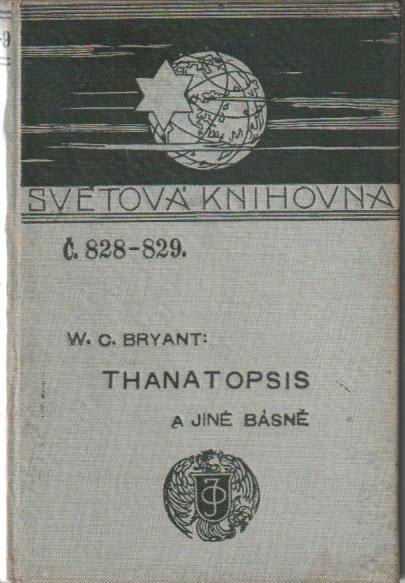 SVĚTOVÁ KNIHOVNA
Č. 828-829.
W. C. BRYANT:
THANATOPSIS
A JINÉ BÁSNĚ